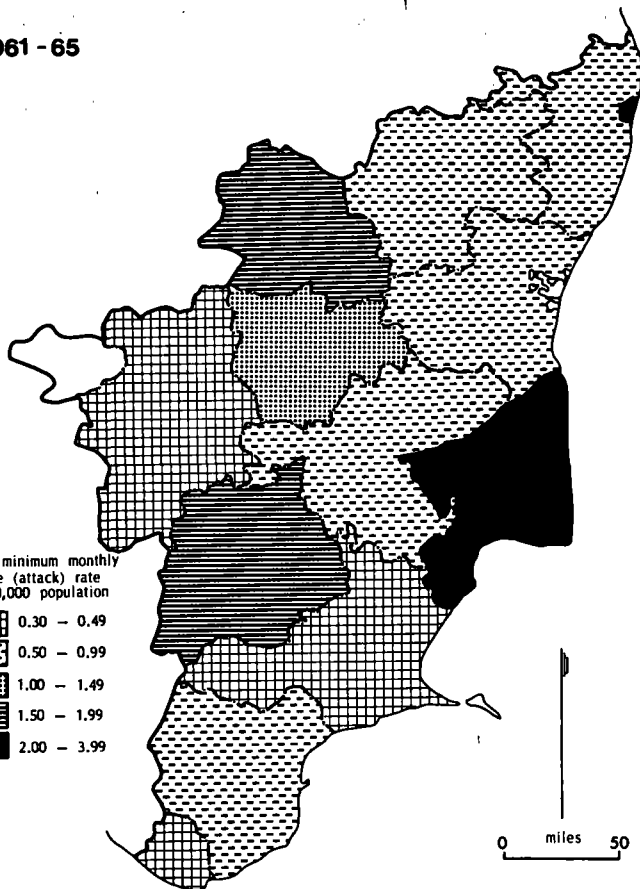 961 - 65
minimum monthly
e (attack) rate
0,000 population
0.30 - 0.49
0.50 - 0.99
1.00 - 1.49
1.50 - 1.99
2.00 - 3.99
0 miles 50